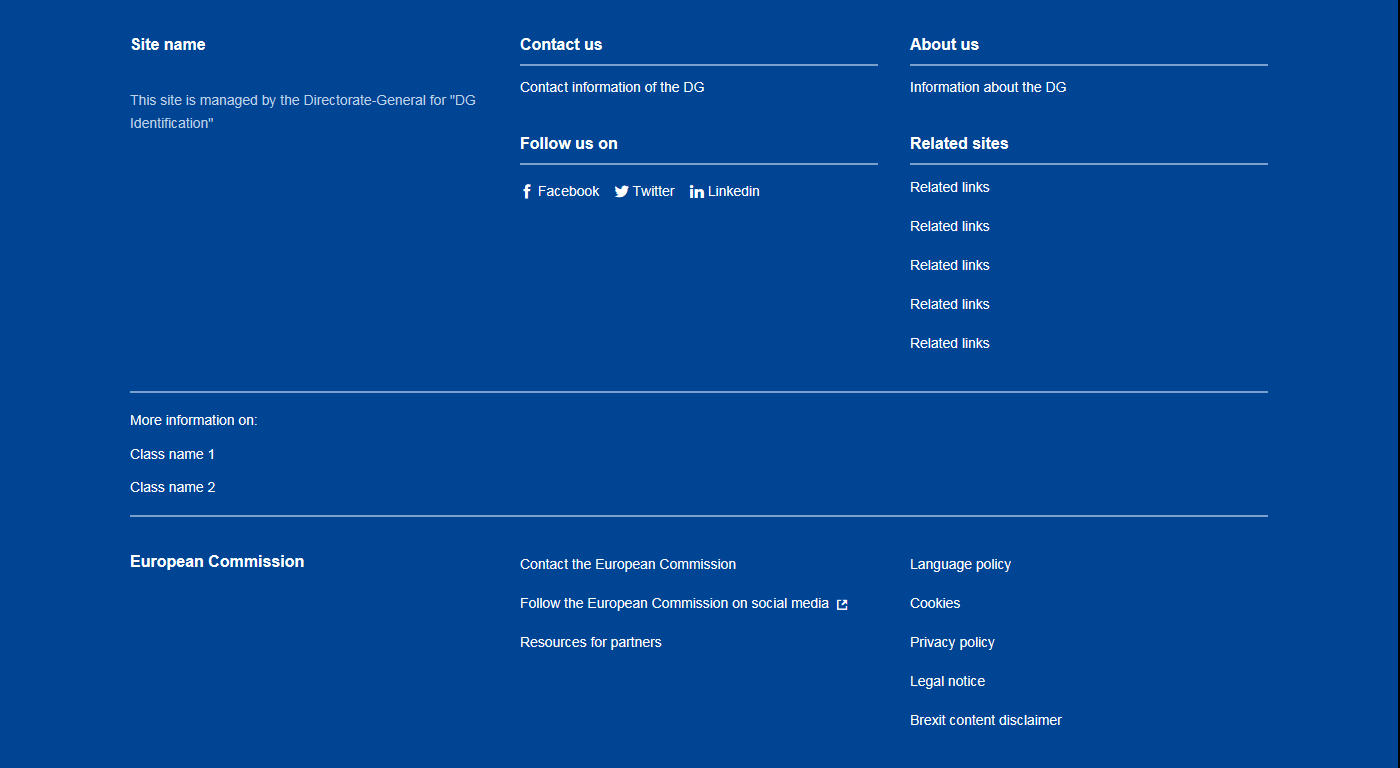 Site name
This site is managed by the Directorate-General for "DG
Identification"
Contact us
Contact information of the DG
Follow us on
Facebook Twitter Linkedin
About us
Information about the DG
Related sites
Related links
Related links
Related links
Related links
Related links
More information on:
Class name 1
Class name 2
European Commission
Contact the European Commission
Follow the European Commission on social media
Resources for partners
Language policy
Cookies
Privacy policy
Legal notice
Brexit content disclaimer